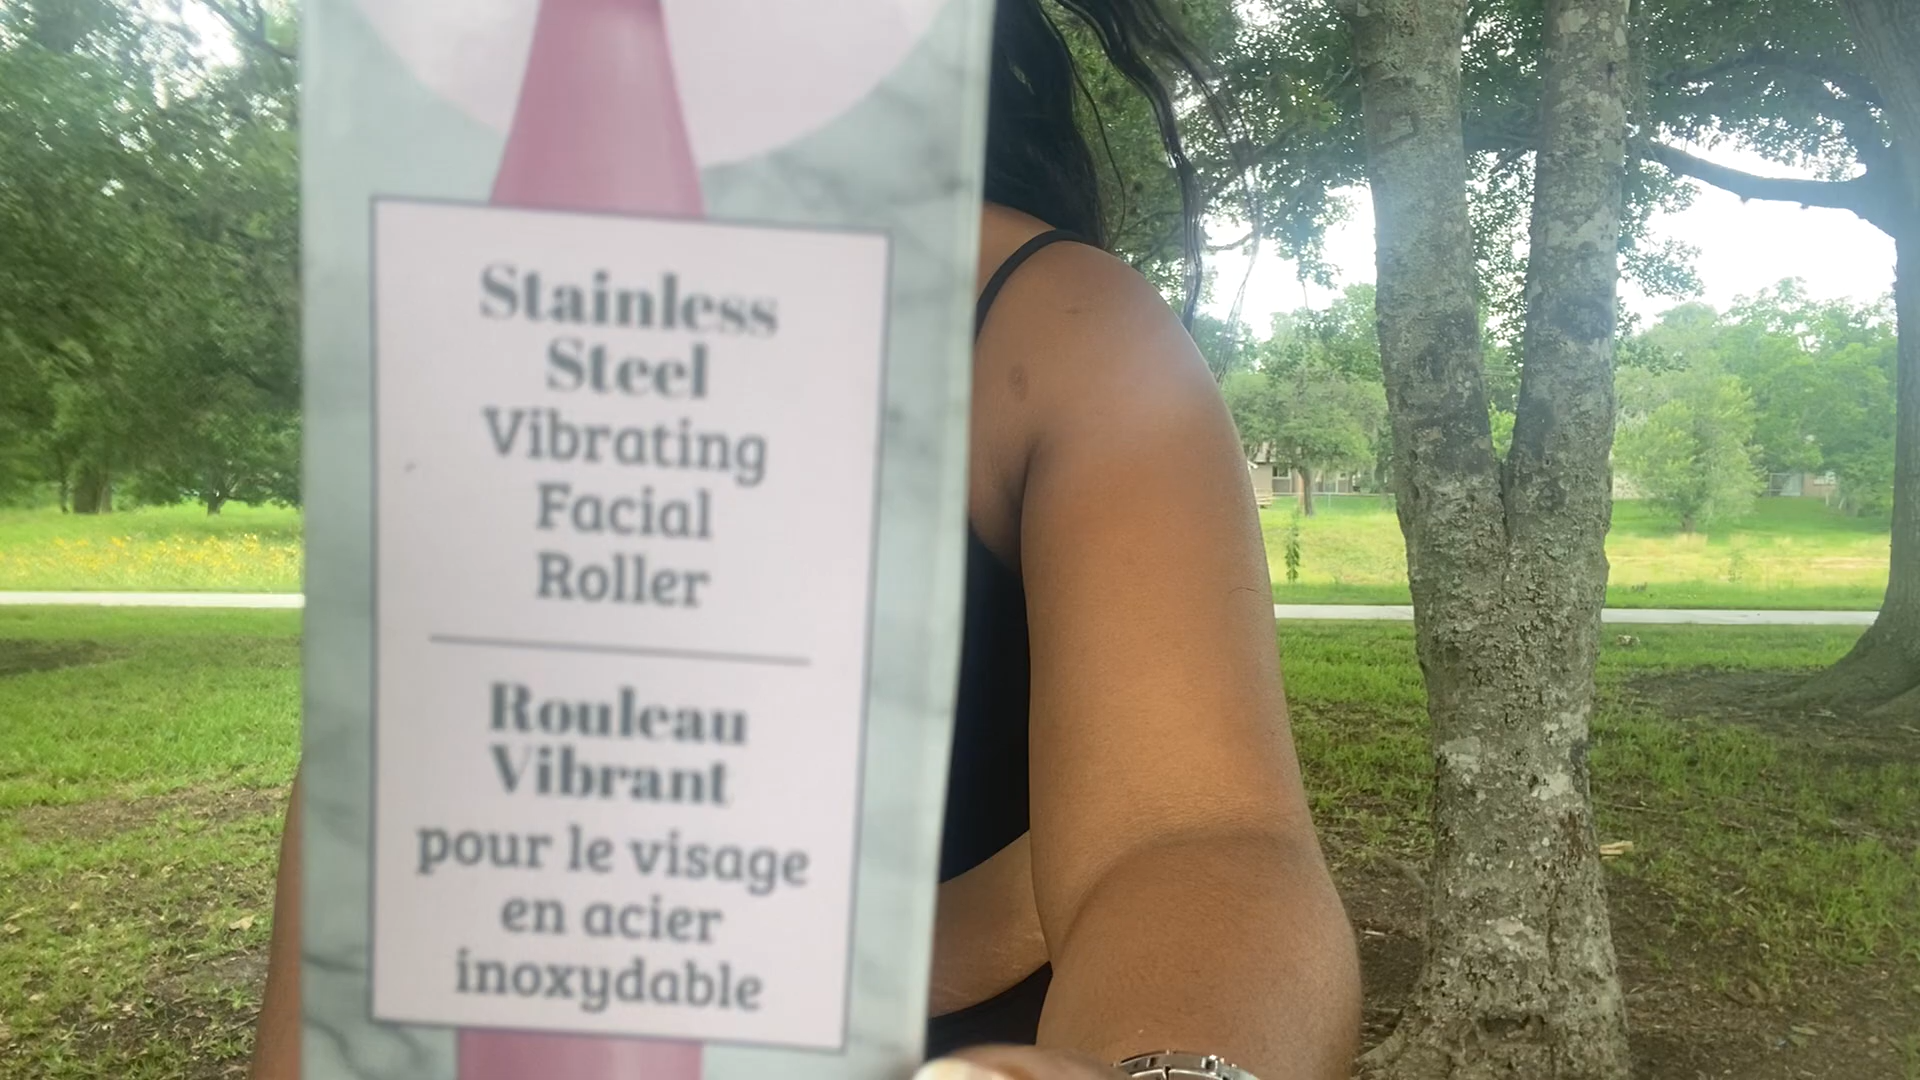 Stainless
Steel
Vibrating
Facial
Roller
Rouleau
Vibrant
pour le visage
en acier
inoxydable